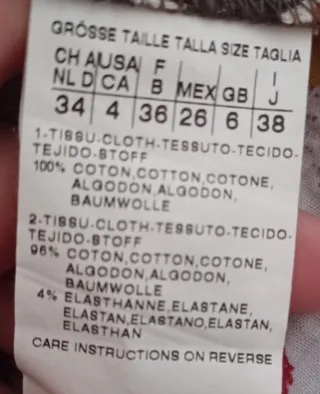 GRÖSSE TAILLE TALLA SIZE TAGLIA
CH A USA F I
NL D CA B MEX GB J
34 4 36 26 6 38
1-TISSU-CLOTH-TESSUTO-TECIDO-
TEJIDO-STOFF
100% COTON,COTTON,COTONE,
ALGODON,ALGODON,
BAUMWOLLE
2-TISSU-CLOTH-TESSUTO-TECIDO-
TEJIDO-STOFF
96% COTON,COTTON,COTONE,
ALGODON,ALGODON,
BAUMWOLLE
4% ELASTHANNE,ELASTANE,
ELASTAN,ELASTANO,ELASTAN,
ELASTHAN
CARE INSTRUCTIONS ON REVERSE